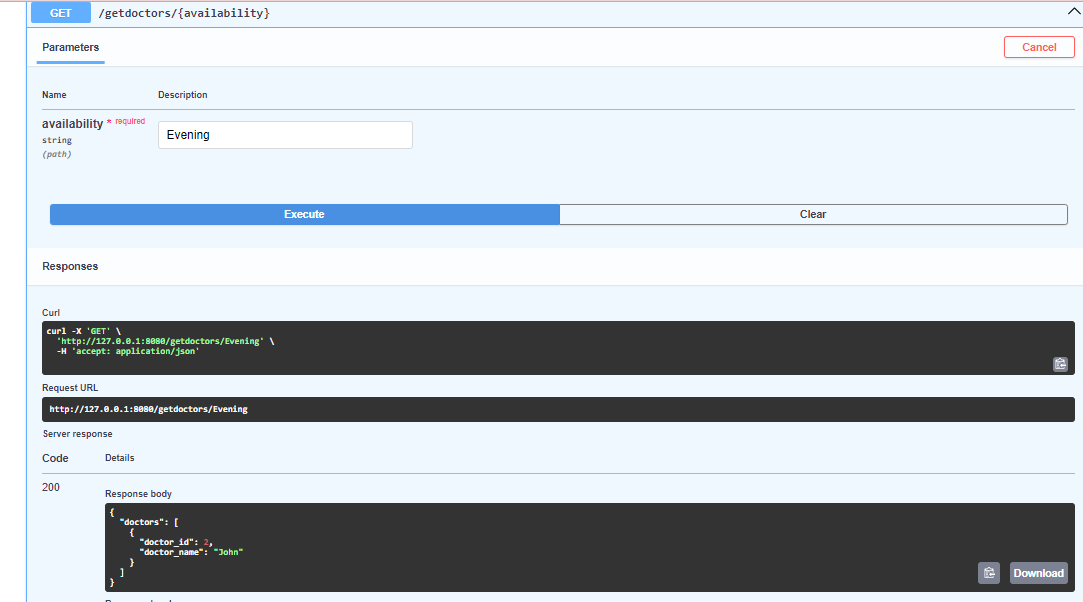 GET /getdoctors/{availability}
Parameters
Cancel
Name Description
availability * required
string
(path)
Evening
Execute Clear
Responses
Curl
curl -X 'GET' \
'http://127.0.0.1:8080/getdoctors/Evening' \
-H 'accept: application/json'
Request URL
http://127.0.0.1:8080/getdoctors/Evening
Server response
Code Details
200
Response body
{
"doctors": [
{
"doctor_id": 2,
"doctor_name": "John"
}
]
}
Download